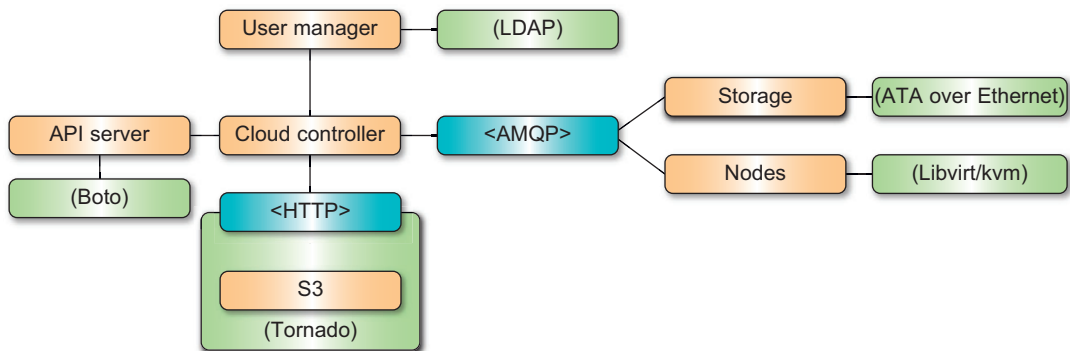 User manager
(LDAP)
Storage
(ATA over Ethernet)
API server
Cloud controller
<AMQP>
Nodes
(Libvirt/kvm)
(Boto)
<HTTP>
S3
(Tornado)